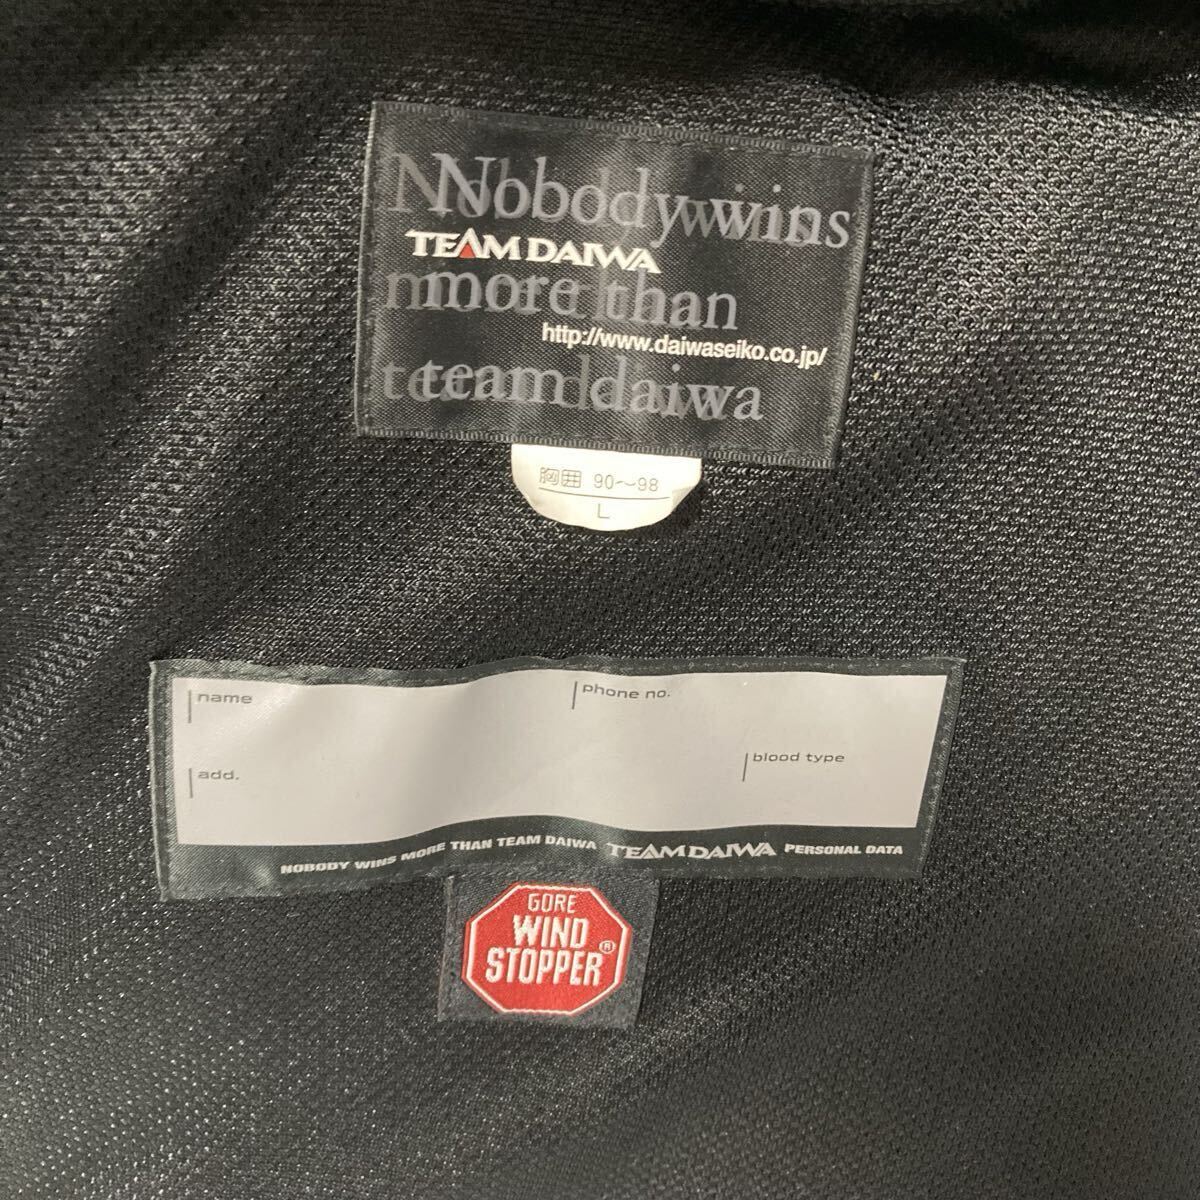 Nobody wins
TEAM DAIWA
more than
http://www.daiwaseiko.co.jp/
team daiwa
胸囲 90~98
L
name
phone no.
blood type
add.
NOBODY WINS MORE THAN TEAM DAIWA TEAM DAIWA PERSONAL DATA
GORE
WIND
STOPPER®